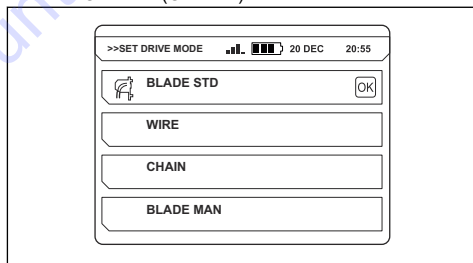 >>SET DRIVE MODE 20 DEC 20:55
BLADE STD OK
WIRE
CHAIN
BLADE MAN